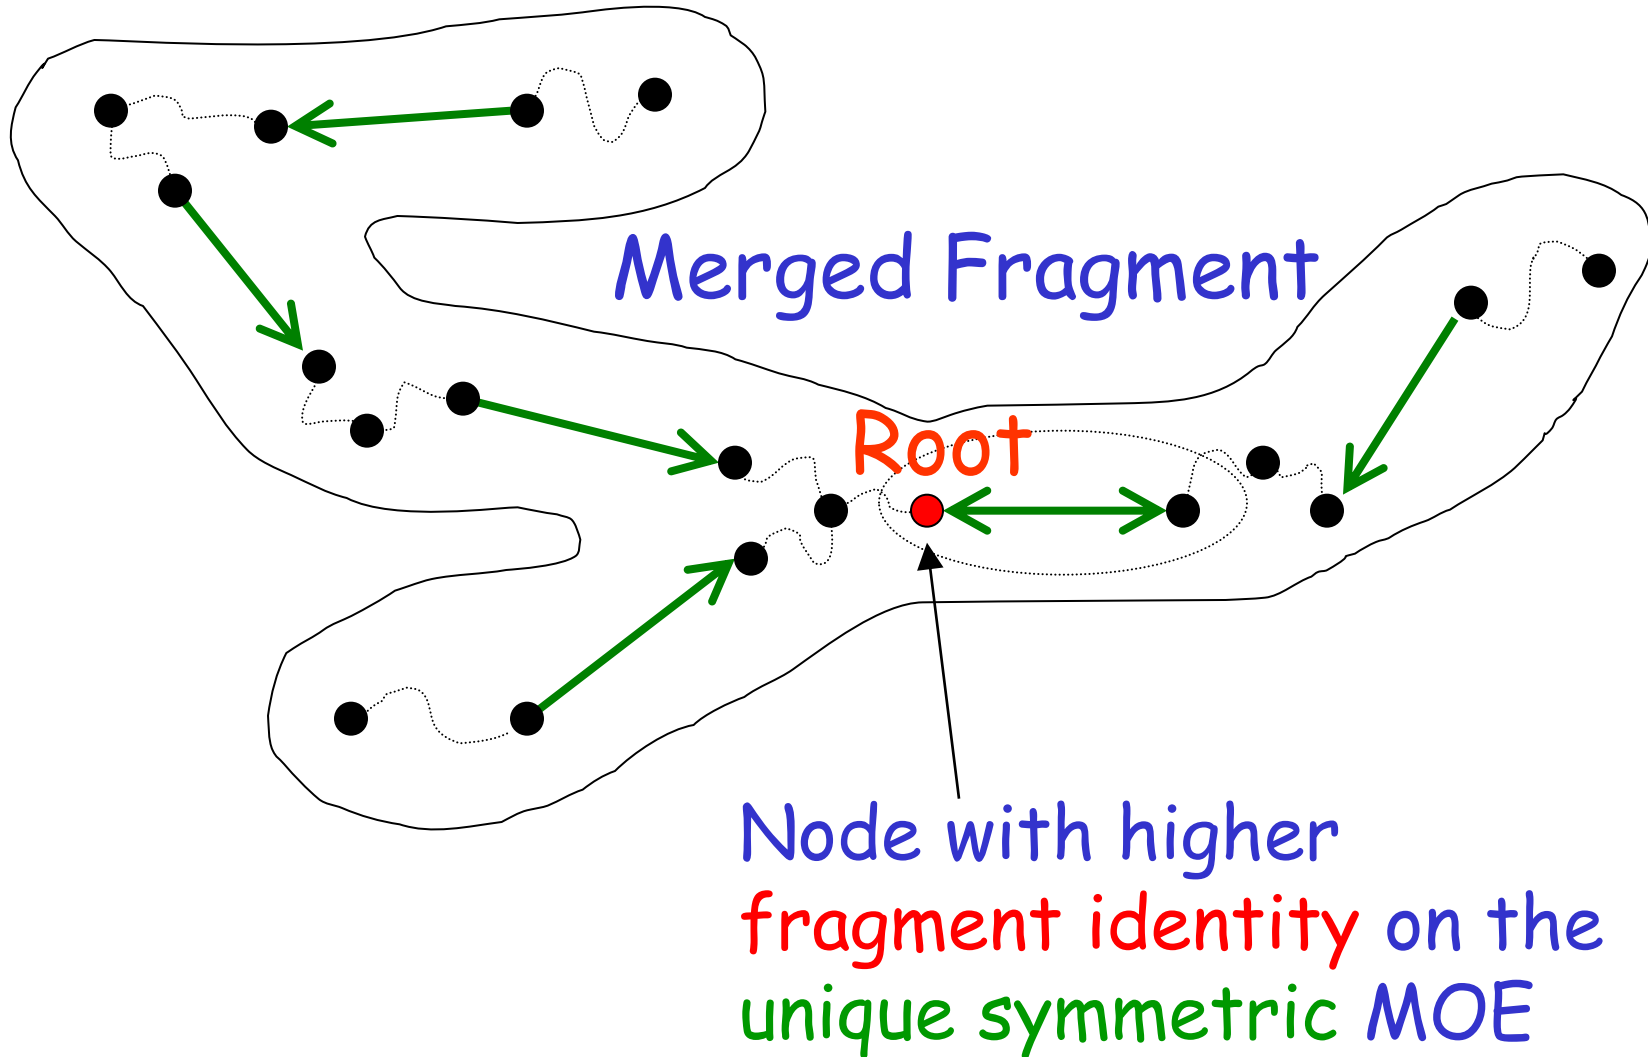 Merged Fragment
Root
Node with higher
fragment identity on the
unique symmetric MOE